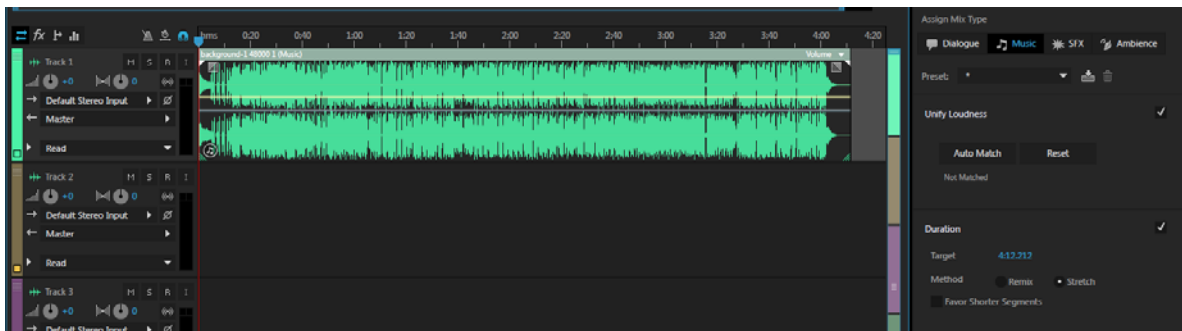 fx
hms 0:20 0:40 1:00 1:20 1:40 2:00 2:20 2:40 3:00 3:20 3:40 4:00 4:20
background-1 48000 1 (Music) Volume
Track 1 M S R I
+0 0
Default Stereo Input
Master
Read
Track 2 M S R I
+0 0
Default Stereo Input
Master
Read
Track 3 M S R I
+0 0
Default Stereo Input
Assign Mix Type
Dialogue Music SFX Ambience
Preset: *
Unify Loudness
Auto Match Reset
Not Matched
Duration
Target 4:12.212
Method Remix Stretch
Favor Shorter Segments